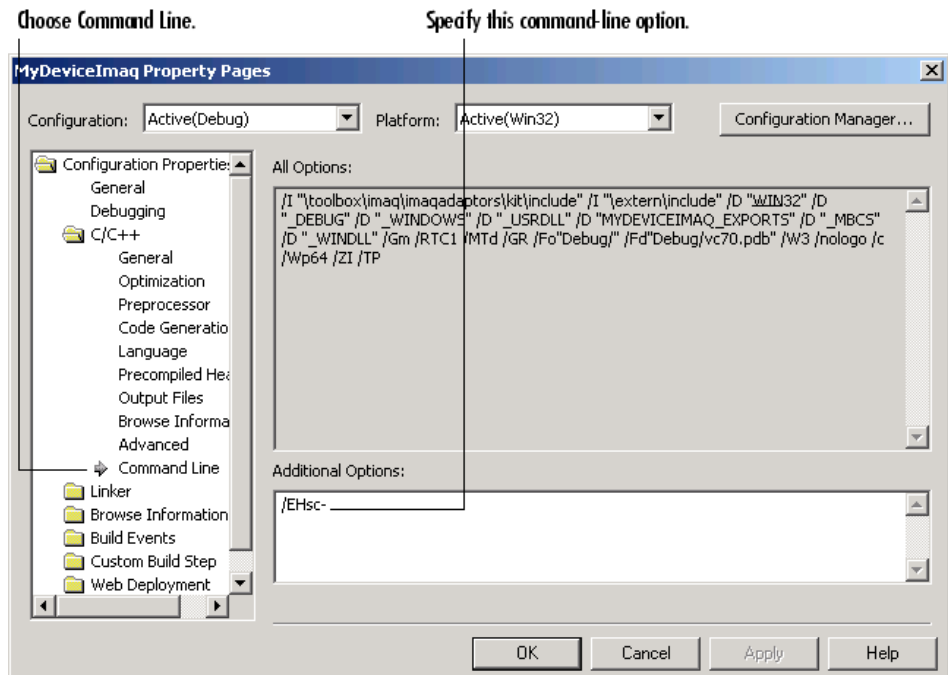 Choose Command Line.
Specify this command-line option.
MyDeviceImaq Property Pages
Configuration:
Active(Debug)
Platform:
Active(Win32)
Configuration Manager...
Configuration Propertie
General
Debugging
C/C++
General
Optimization
Preprocessor
Code Generatio
Language
Precompiled Hea
Output Files
Browse Informa
Advanced
Command Line
Linker
Browse Information
Build Events
Custom Build Step
Web Deployment
All Options:
/I "\toolbox\imaq\imaqadaptors\kit\include" /I "\extern\include" /D "WIN32" /D
"_DEBUG" /D "_WINDOWS" /D "_USRDLL" /D "MYDEVICEIMAQ_EXPORTS" /D "_MBCS"
/D "_WINDLL" /Gm /RTC1 /MTd /GR /Fo"Debug/" /Fd"Debug/vc70.pdb" /W3 /nologo /c
/Wp64 /ZI /TP
Additional Options:
/EHsc-
OK
Cancel
Apply
Help